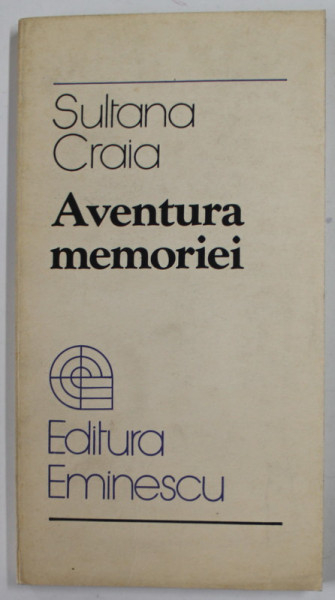 Sultana
Craia
Aventura
memoriei
Editura
Eminescu